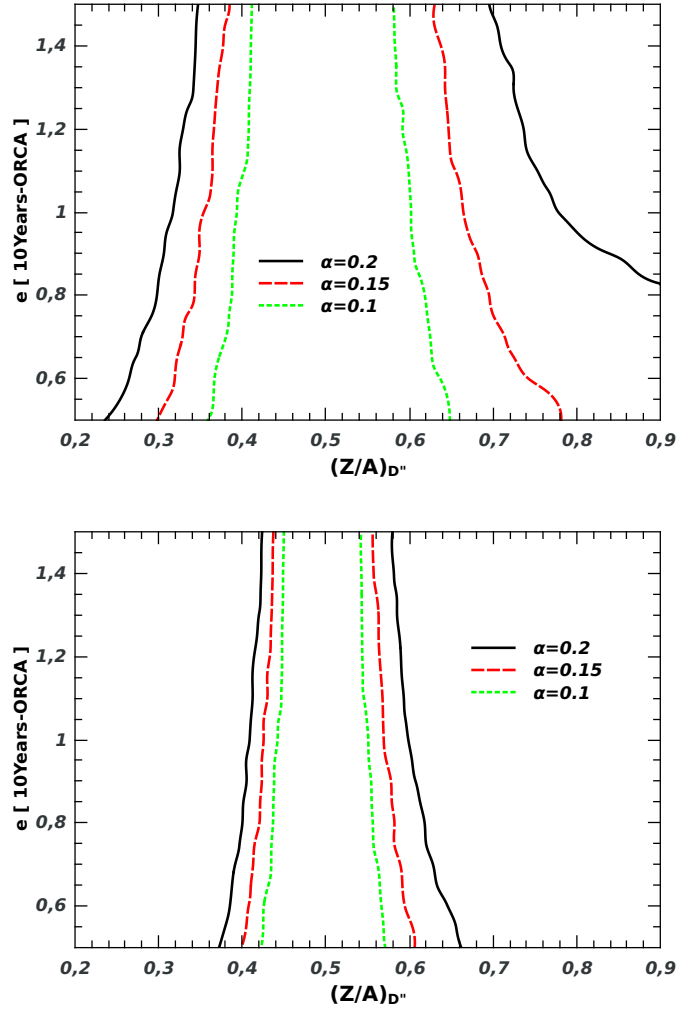 1,4
1,2
1
0,8
0,6
e [ 10Years-ORCA ]
α=0.2
α=0.15
α=0.1
0,2 0,3 0,4 0,5 0,6 0,7 0,8 0,9
(Z/A)D"
1,4
1,2
1
0,8
0,6
e [ 10Years-ORCA ]
α=0.2
α=0.15
α=0.1
0,2 0,3 0,4 0,5 0,6 0,7 0,8 0,9
(Z/A)D"